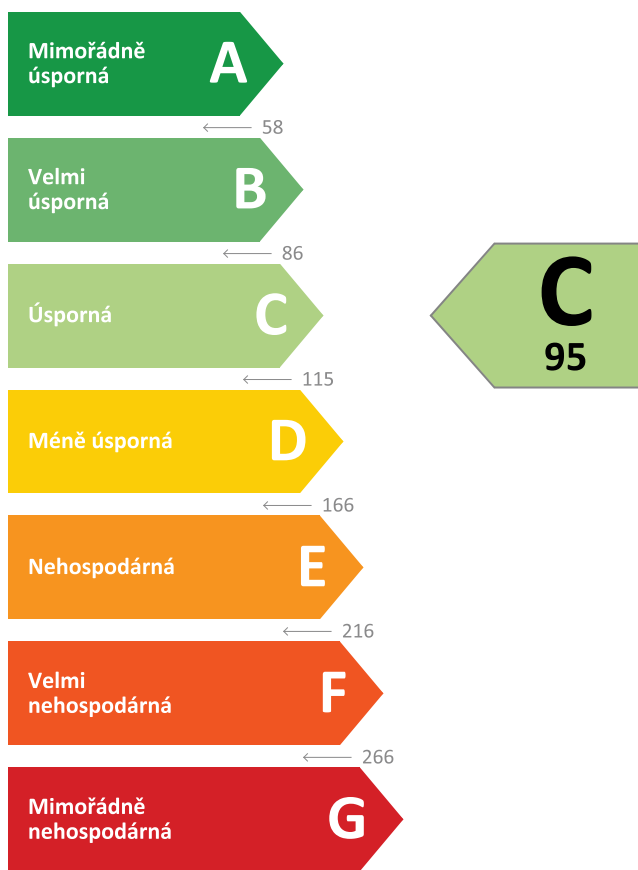 Mimořádně
úsporná
A
58
Velmi
úsporná
B
86
Úsporná
C
115
Méně úsporná
D
166
Nehospodárná
E
216
Velmi
nehospodárná
F
266
Mimořádně
nehospodárná
G
C
95